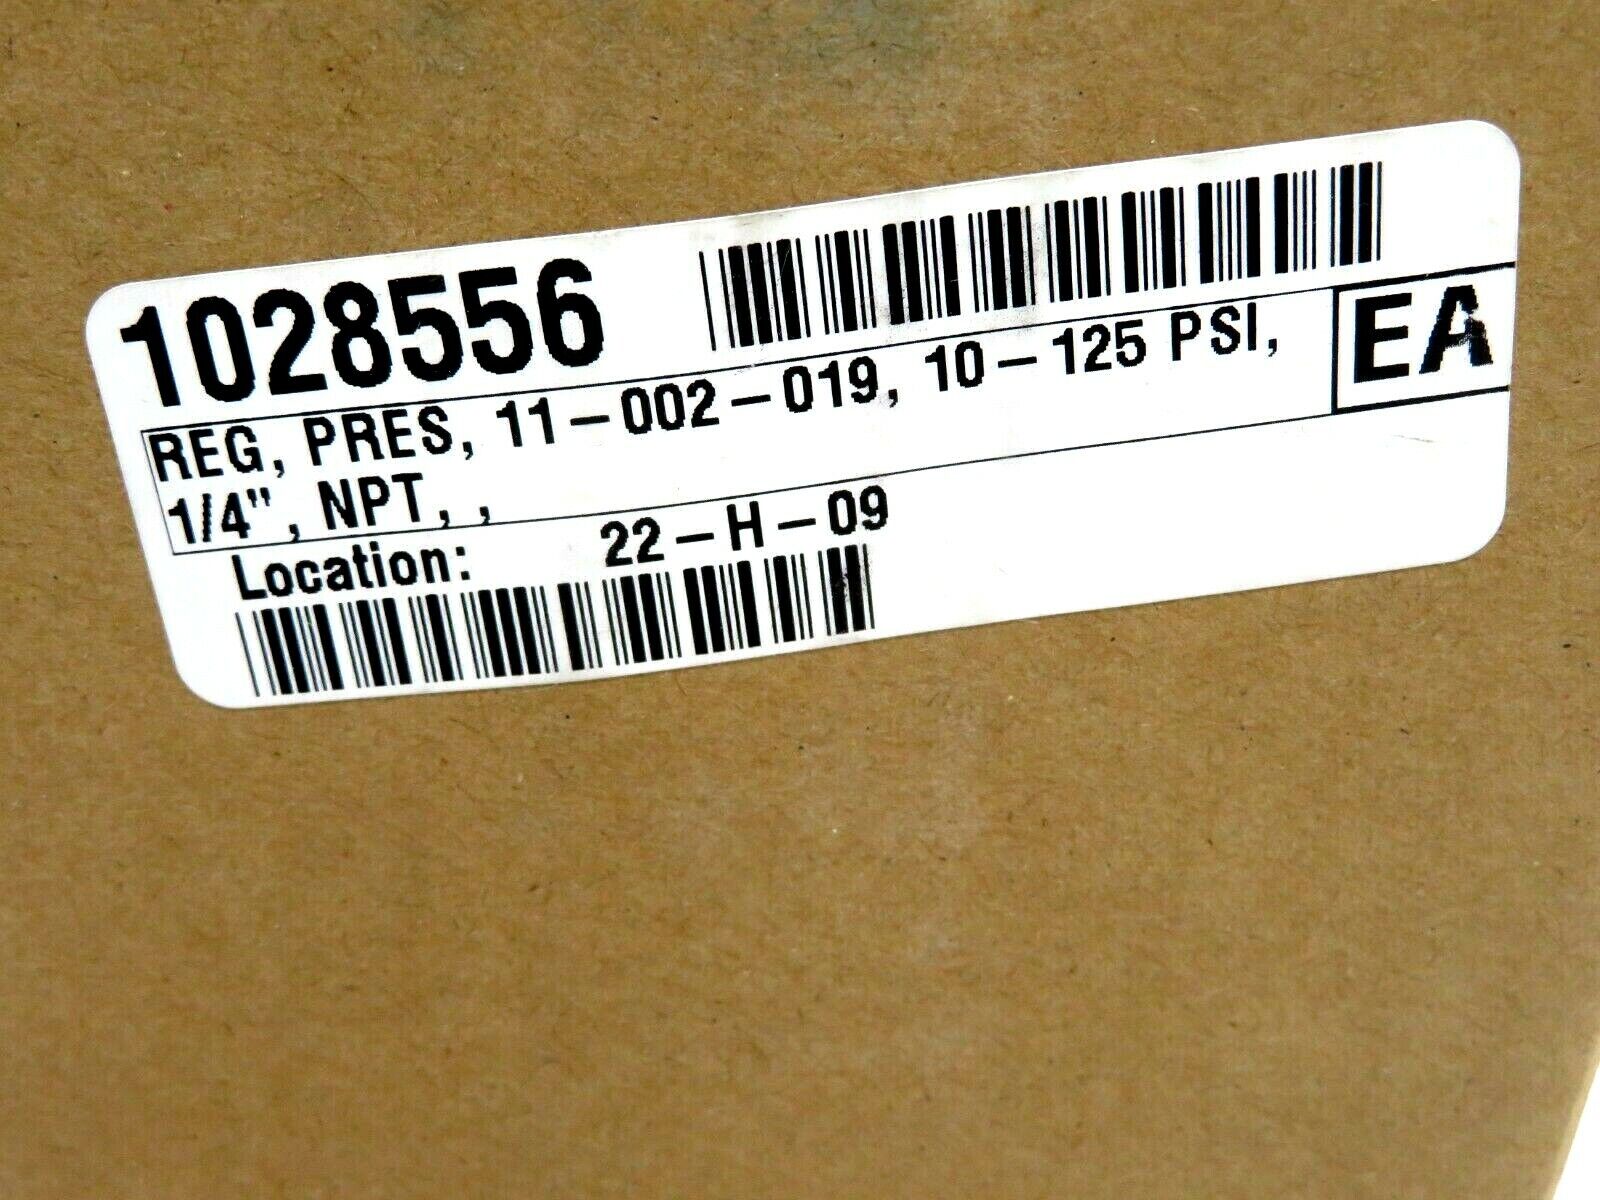 1028556
REG, PRES, 11-002-019, 10-125 PSI,
1/4", NPT, ,
EA
Location: 22-H-09